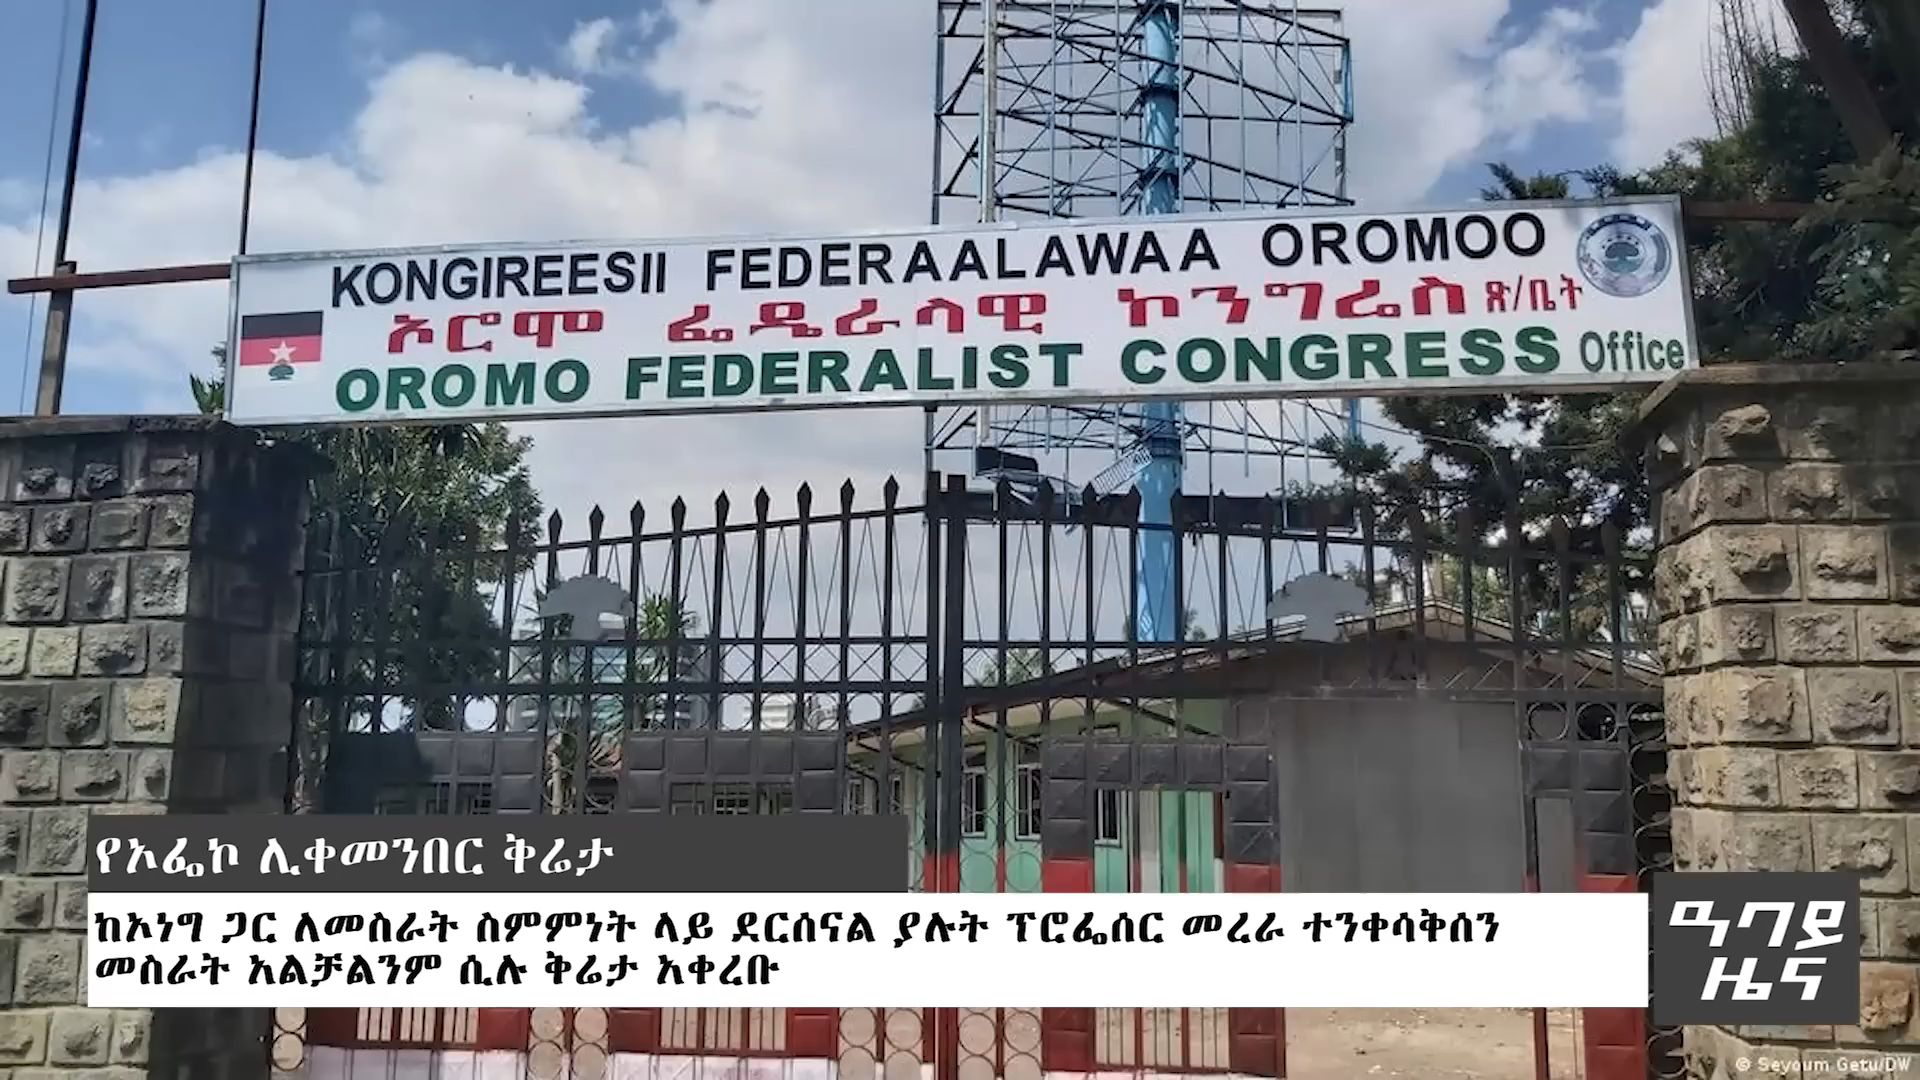 KONGIREESII FEDERAALAWAA OROMOO
ኦሮሞ ፌዴራላዊ ኮንግሬስ ጽ/ቤት
OROMO FEDERALIST CONGRESS Office
የኦፌኮ ሊቀመንበር ቅሬታ
ከኦነግ ጋር ለመስራት ስምምነት ላይ ደርሰናል ያሉት ፕሮፌሰር መረራ ተንቀሳቅሰን
መስራት አልቻልንም ሲሉ ቅሬታ አቀረቡ
ዓባይ
ዜና
© Seyoum Getu/DW